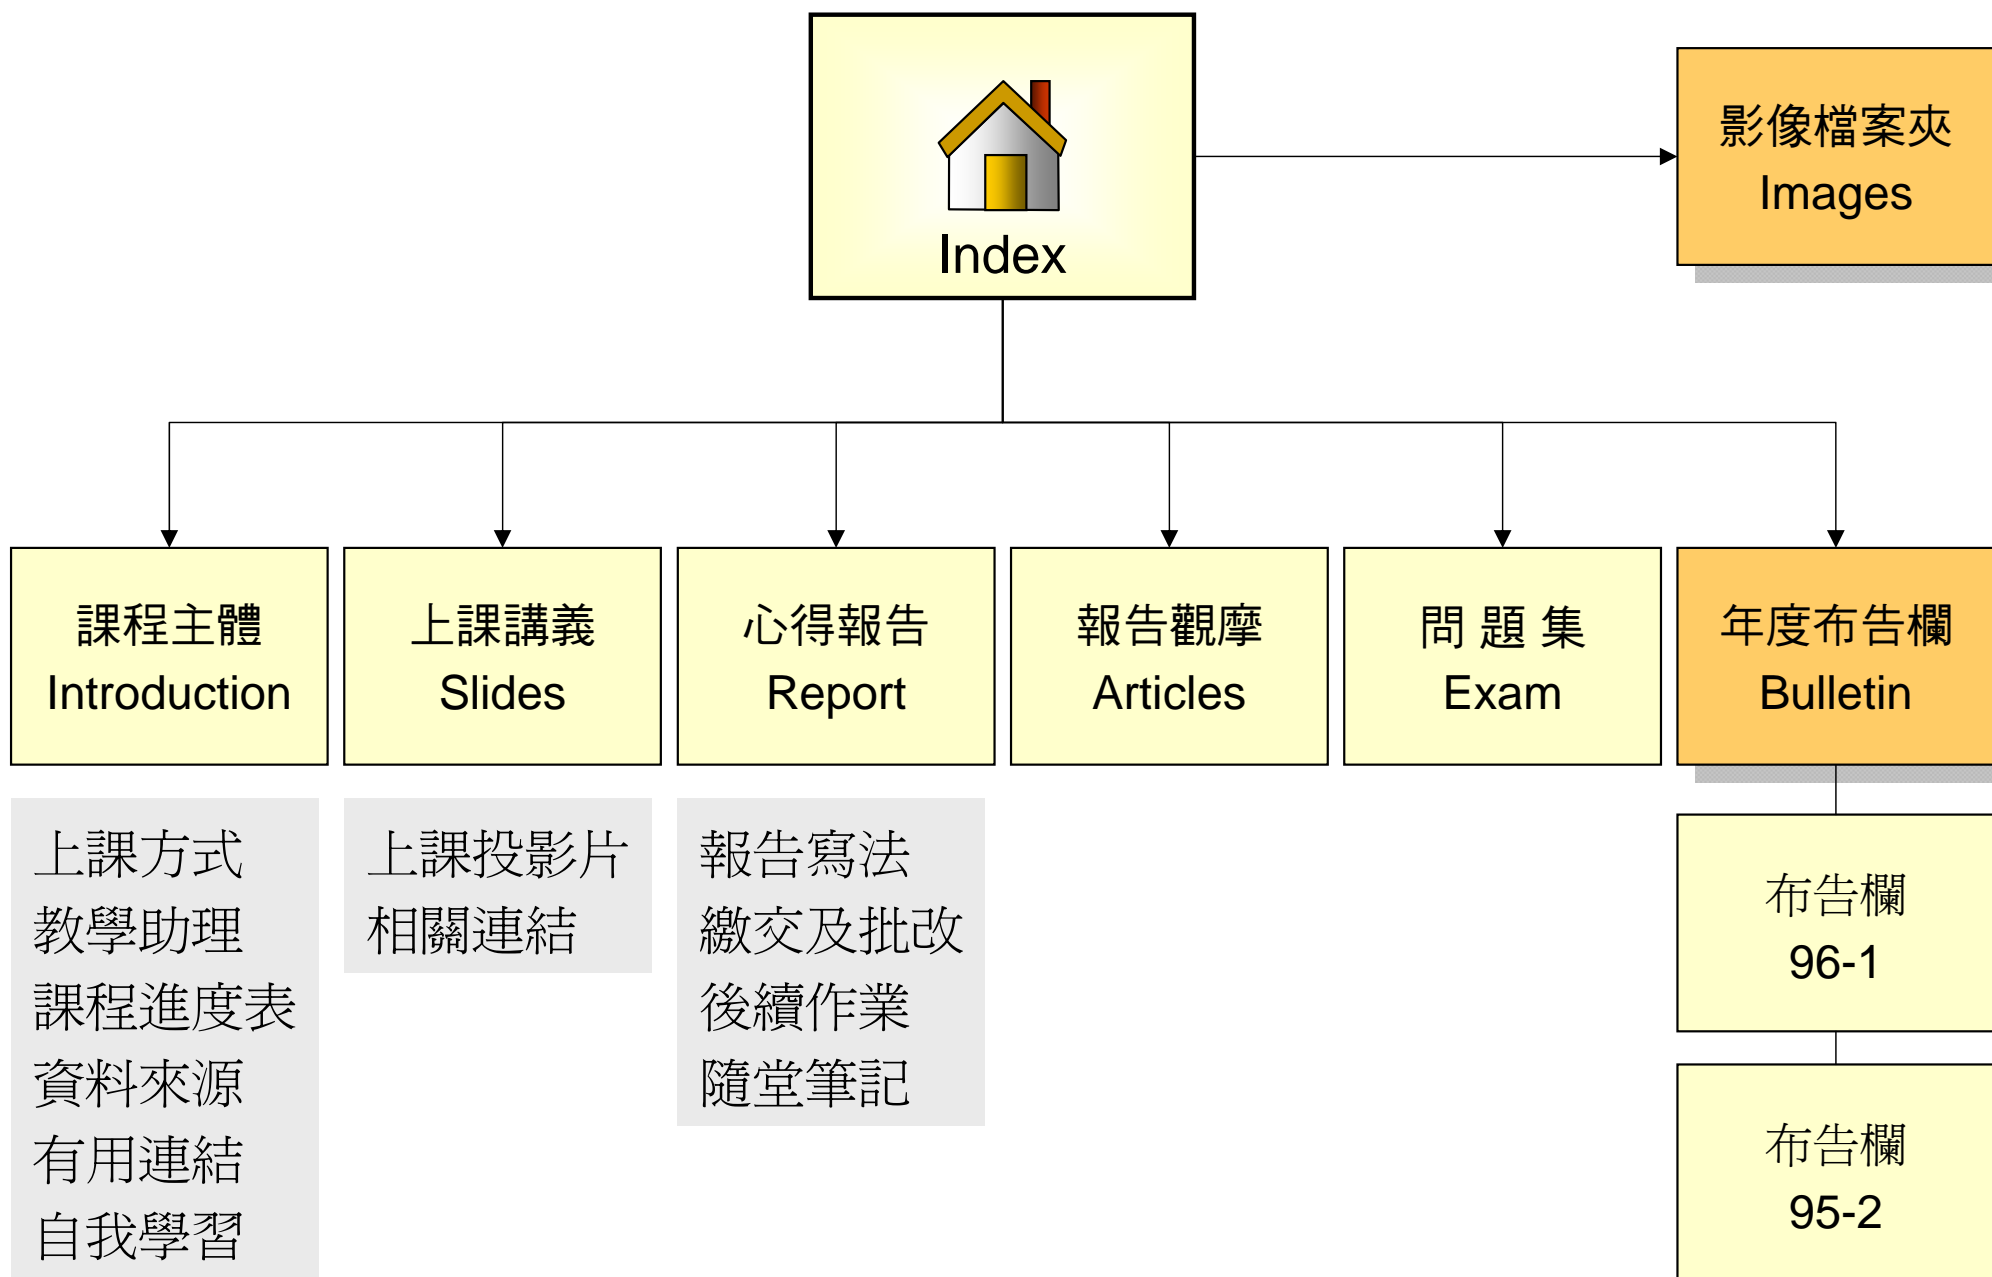 Index
影像檔案夾
Images
課程主體
Introduction
上課講義
Slides
心得報告
Report
報告觀摩
Articles
問 題 集
Exam
年度布告欄
Bulletin
上課方式
教學助理
課程進度表
資料來源
有用連結
自我學習
上課投影片
相關連結
報告寫法
繳交及批改
後續作業
隨堂筆記
布告欄
96-1
布告欄
95-2